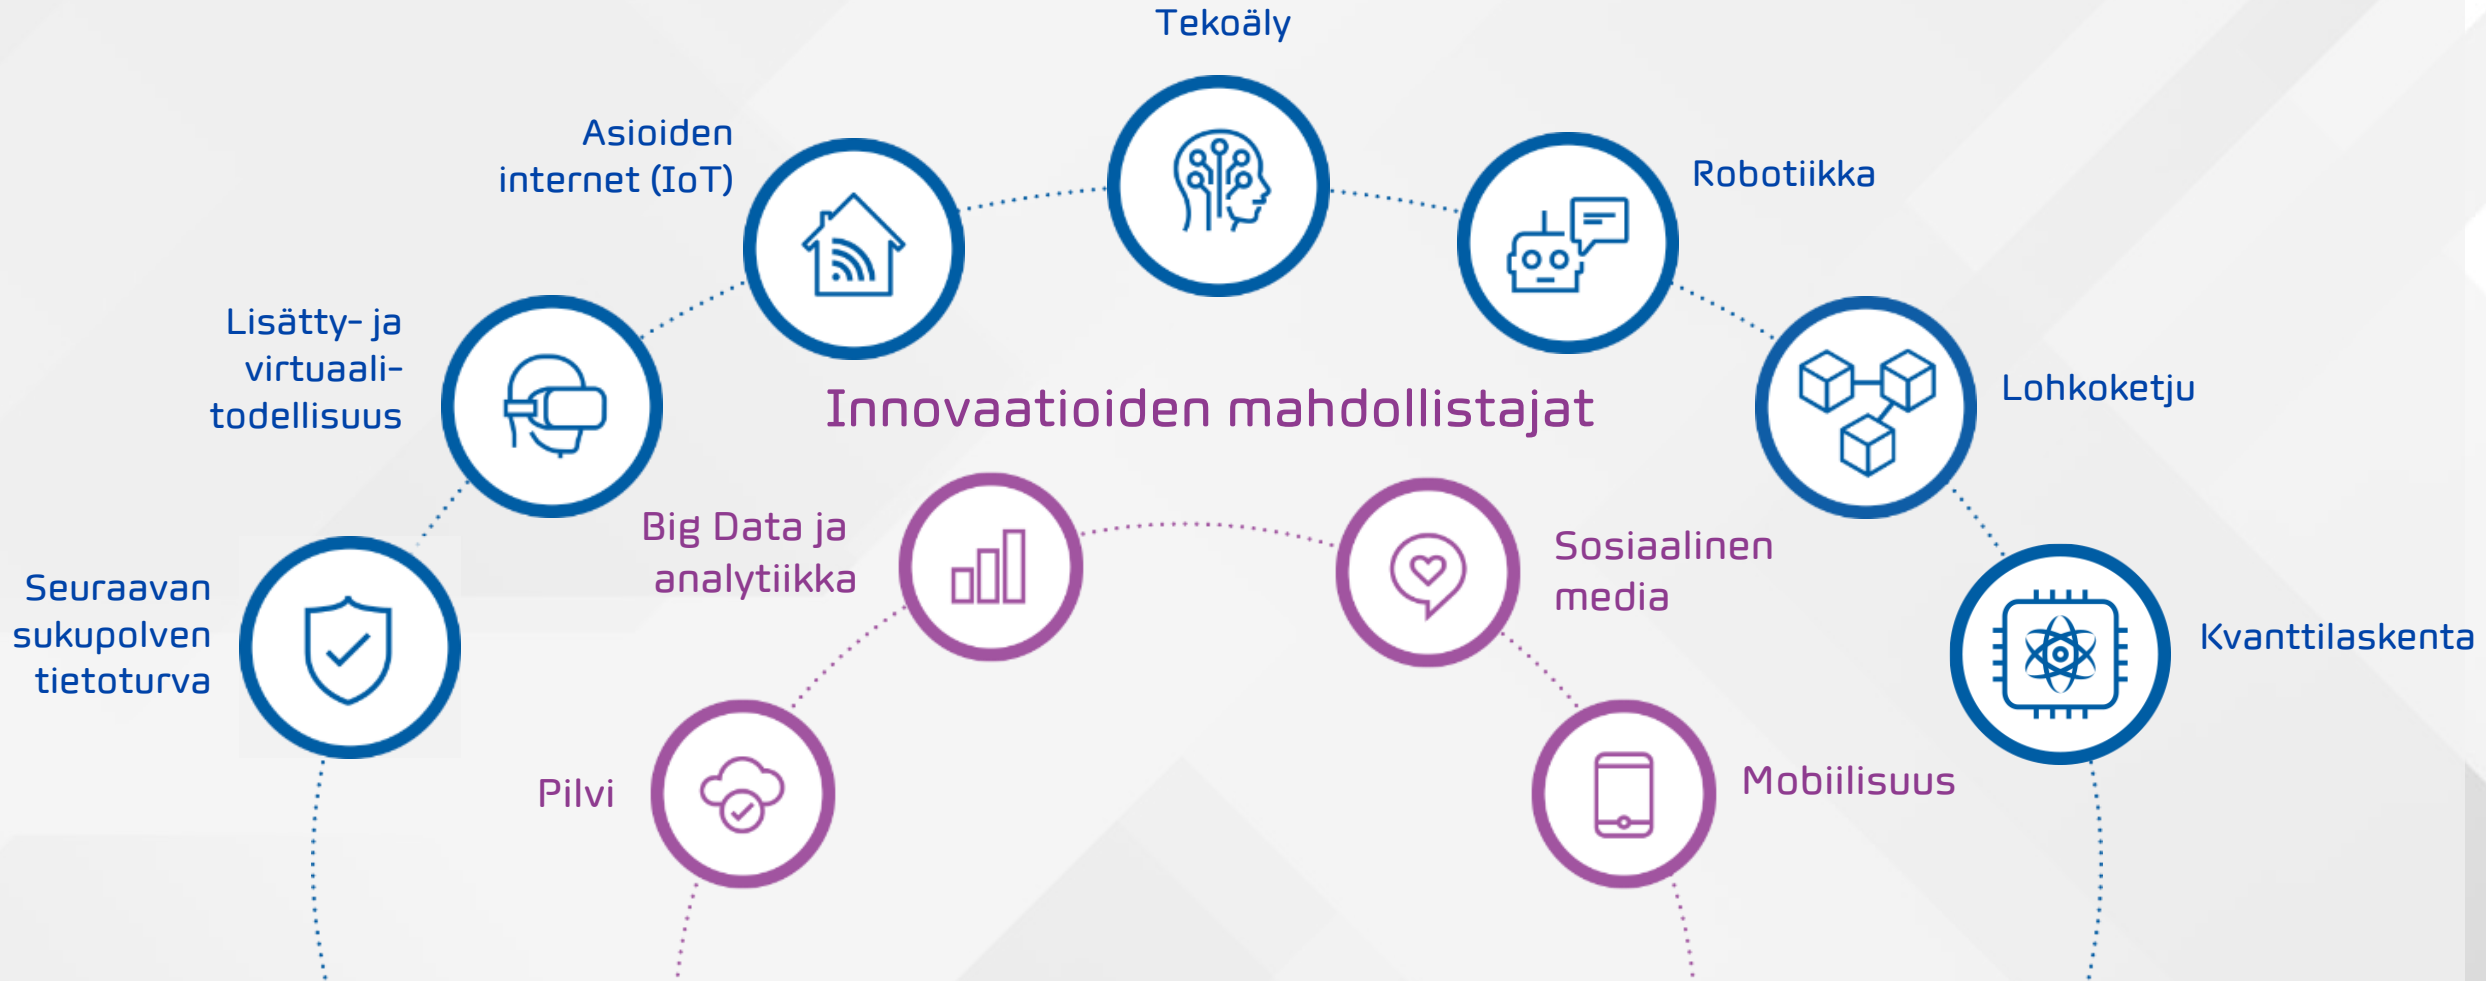 Tekoäly
Asioiden
internet (IoT)
Robotiikka
Lisätty- ja
virtuaali-
todellisuus
Lohkoketju
Innovaatioiden mahdollistajat
Big Data ja
analytiikka
Sosiaalinen
media
Seuraavan
sukupolven
tietoturva
Kvanttilaskenta
Pilvi
Mobiilisuus